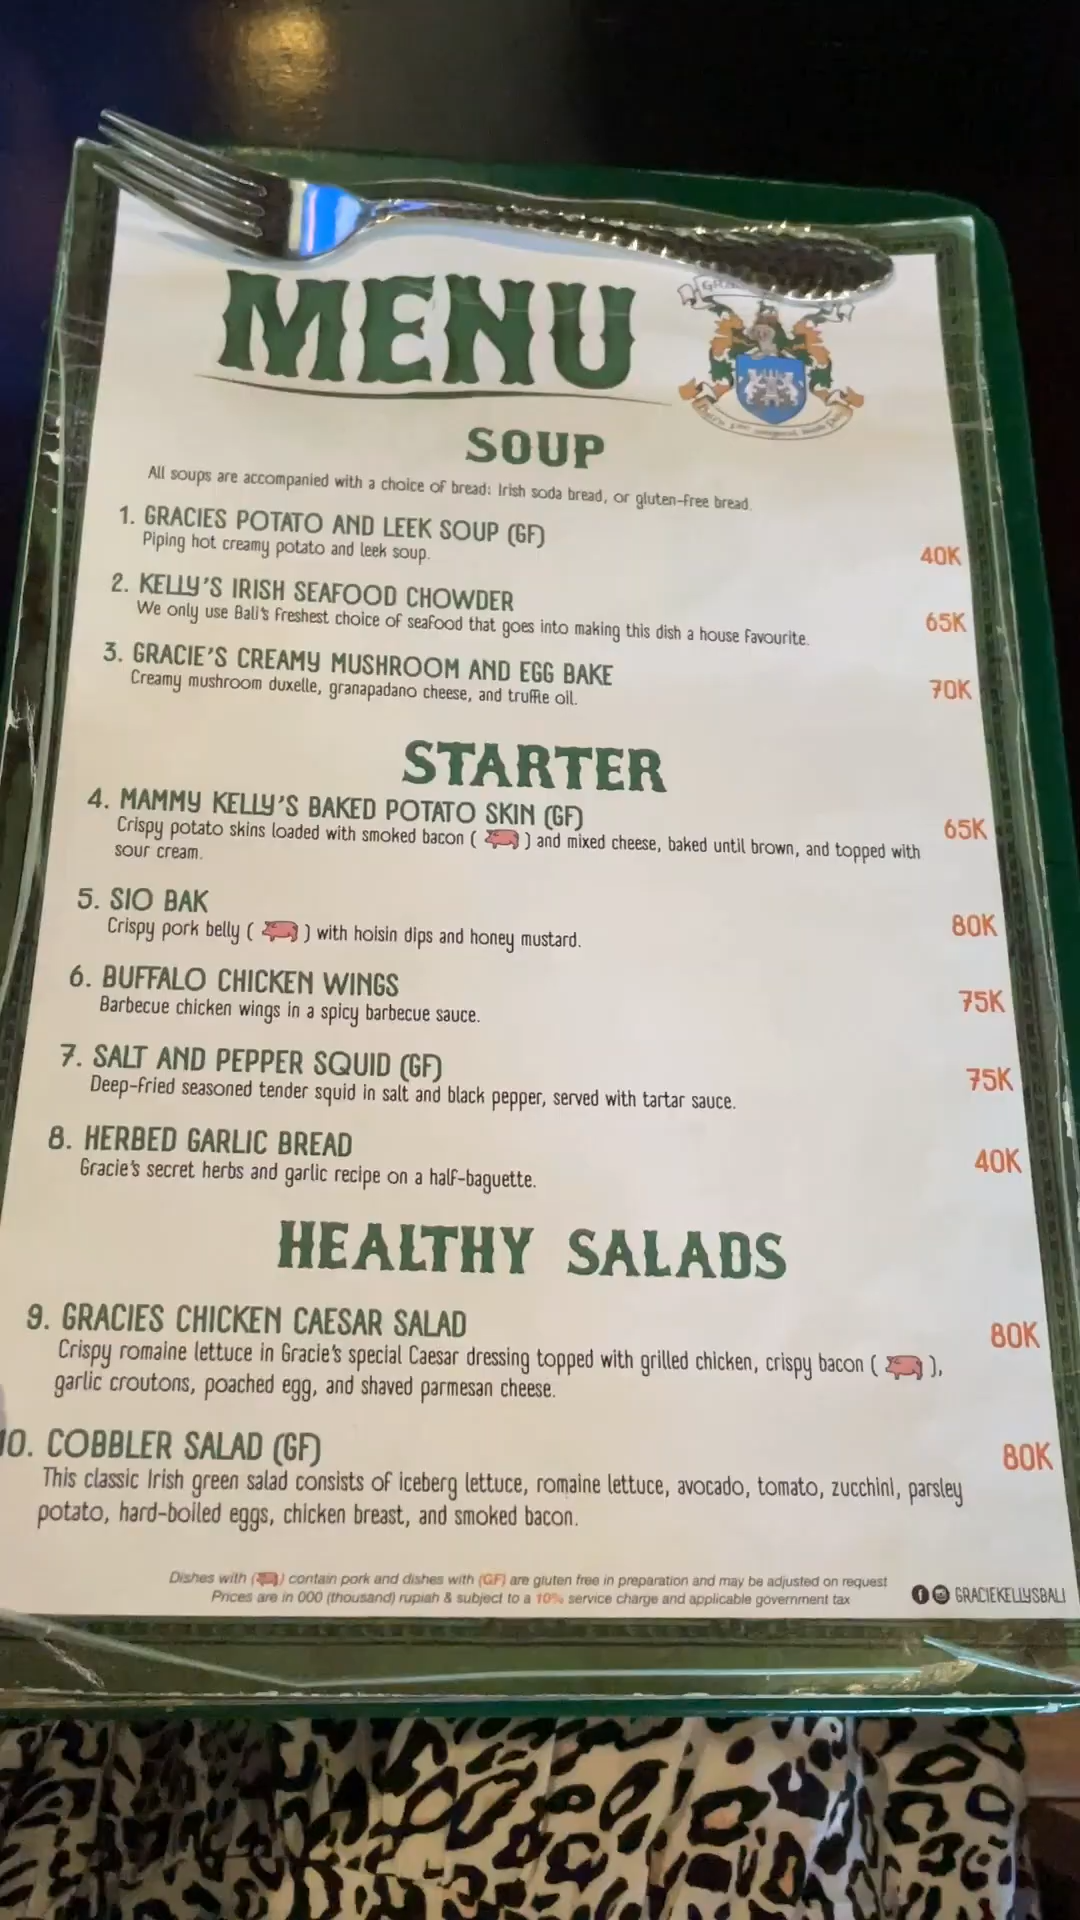 MENU
SOUP
All soups are accompanied with a choice of bread: Irish soda bread, or gluten-free bread.
1. GRACIES POTATO AND LEEK SOUP (GF)
Piping hot creamy potato and leek soup.
40K
2. KELLY'S IRISH SEAFOOD CHOWDER
We only use Bali's freshest choice of seafood that goes into making this dish a house favourite.
65K
3. GRACIE'S CREAMY MUSHROOM AND EGG BAKE
Creamy mushroom duxelle, granapadano cheese, and truffle oil.
70K
STARTER
4. MAMMY KELLY'S BAKED POTATO SKIN (GF)
65K
Crispy potato skins loaded with smoked bacon ( ) and mixed cheese, baked until brown, and topped with
sour cream.
5. SIO BAK
80K
Crispy pork belly ( ) with hoisin dips and honey mustard.
6. BUFFALO CHICKEN WINGS
75K
Barbecue chicken wings in a spicy barbecue sauce.
7. SALT AND PEPPER SQUID (GF)
75K
Deep-fried seasoned tender squid in salt and black pepper, served with tartar sauce.
8. HERBED GARLIC BREAD
40K
Gracie's secret herbs and garlic recipe on a half-baguette.
HEALTHY SALADS
9. GRACIES CHICKEN CAESAR SALAD
80K
Crispy romaine lettuce in Gracie's special Caesar dressing topped with grilled chicken, crispy bacon ( ),
garlic croutons, poached egg, and shaved parmesan cheese.
10. COBBLER SALAD (GF)
80K
This classic Irish green salad consists of iceberg lettuce, romaine lettuce, avocado, tomato, zucchini, parsley
potato, hard-boiled eggs, chicken breast, and smoked bacon.
Dishes with ( ) contain pork and dishes with (GF) are gluten free in preparation and may be adjusted on request
Prices are in 000 (thousand) rupiah & subject to a 10% service charge and applicable government tax
GRACIEKELLYSBALI